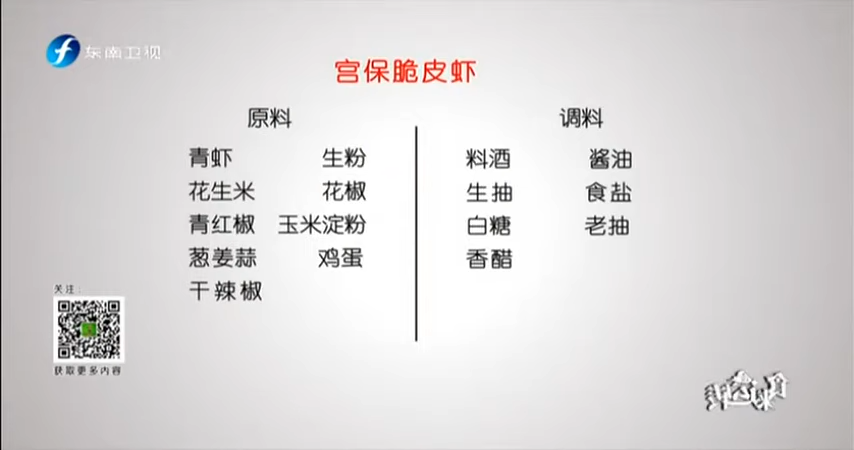 东南卫视
宫保脆皮虾
原料
青虾 生粉
花生米 花椒
青红椒 玉米淀粉
葱姜蒜 鸡蛋
干辣椒
调料
料酒 酱油
生抽 食盐
白糖 老抽
香醋
关注:
获取更多内容